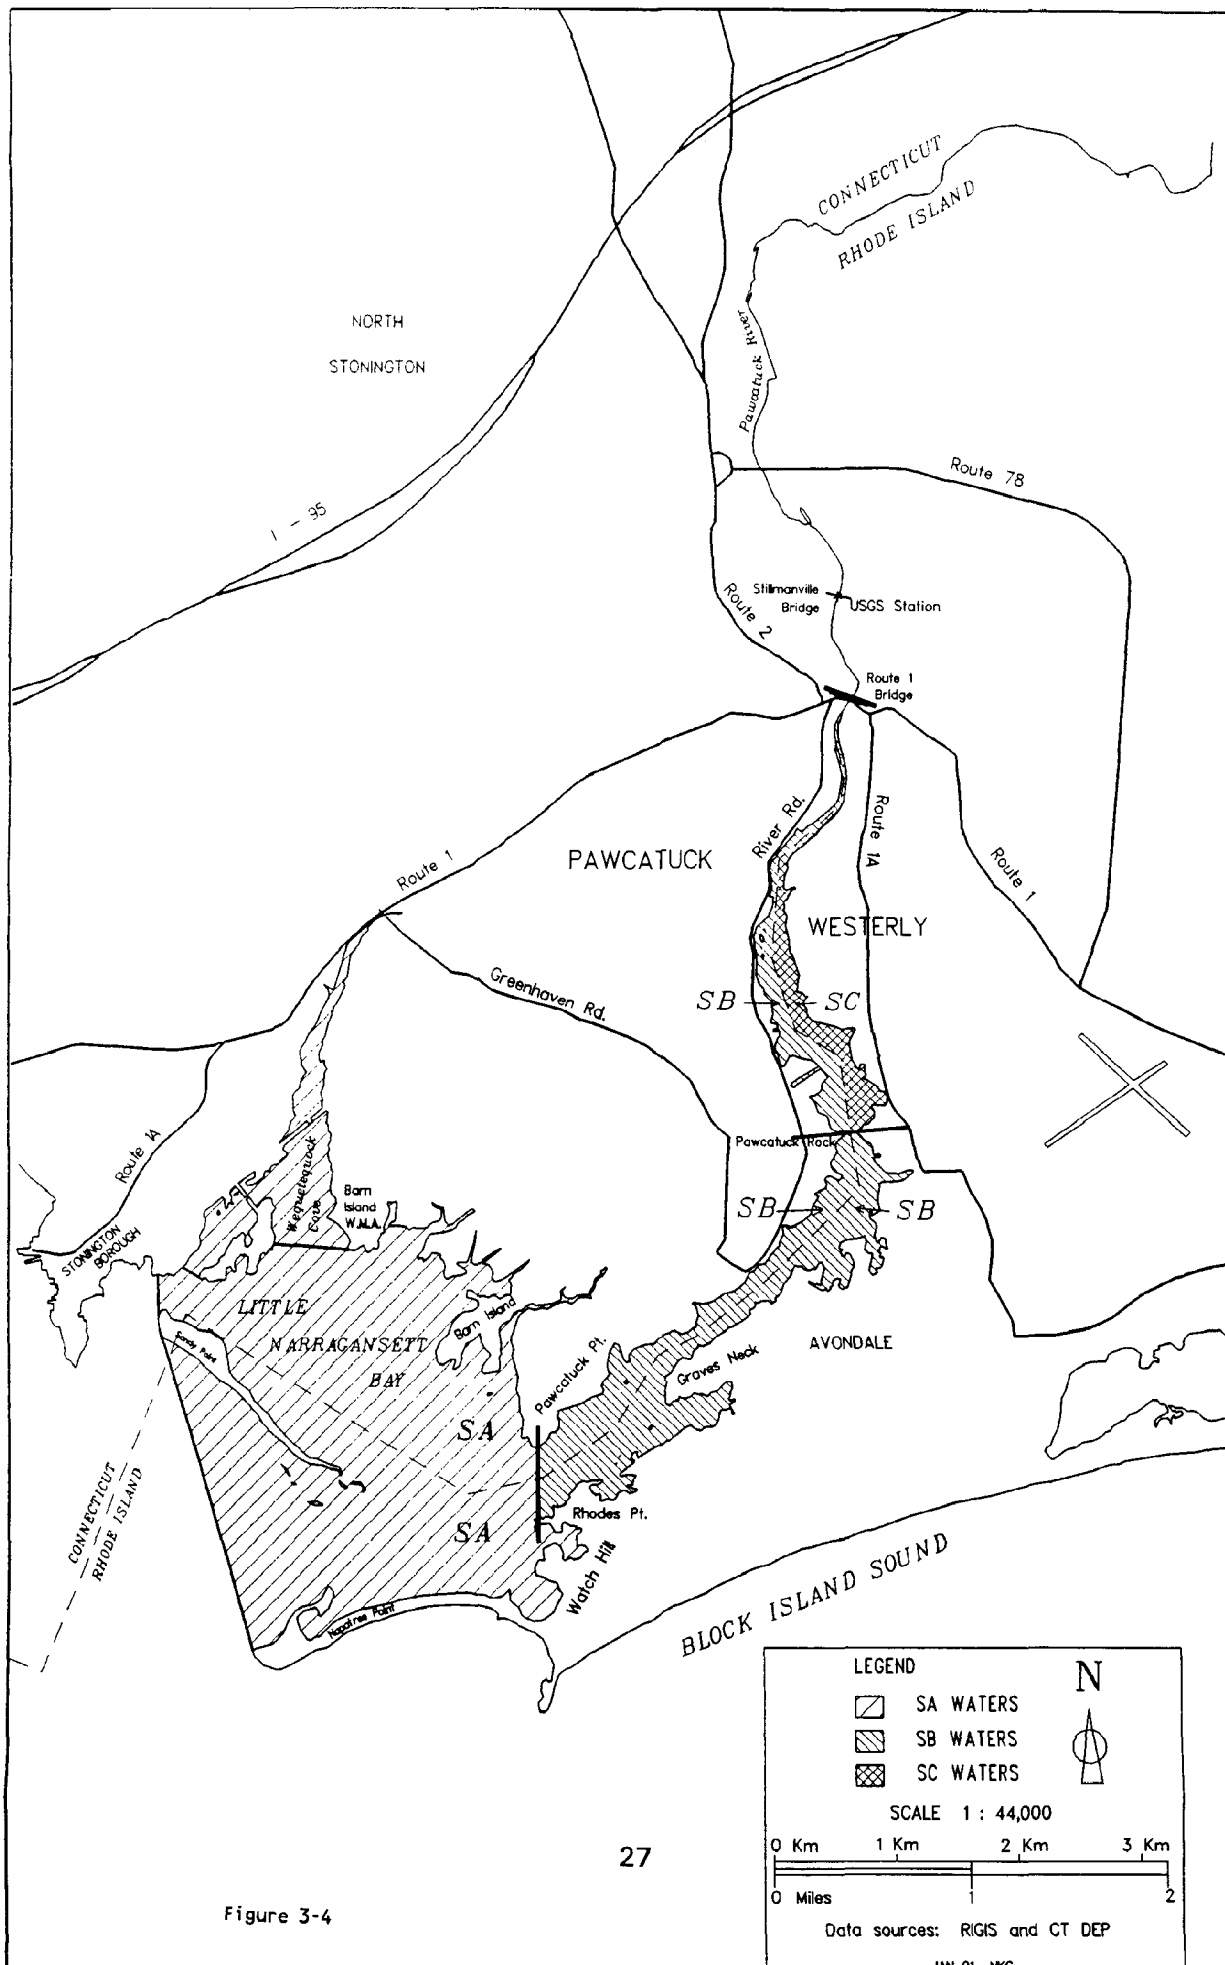 CONNECTICUT
RHODE ISLAND
NORTH
STONINGTON
Pawcatuck River
Route 78
I - 95
Stillmanville
Bridge
USGS Station
Route 2
Route 1
Bridge
River Rd.
Route 1A
Route 1
PAWCATUCK
Route 1
WESTERLY
Greenhaven Rd.
SB
SC
Route 1A
Pawcatuck Rock
Wequetequock
Cove
Barn
Island
W.M.A.
SB
SB
STONINGTON
BOROUGH
LITTLE
NARRAGANSETT
BAY
Sandy Point
Barn Island
Pawcatuck Pt.
Graves Neck
AVONDALE
SA
SA
CONNECTICUT
RHODE ISLAND
Rhodes Pt.
Watch Hill
Napatree Point
BLOCK ISLAND SOUND
LEGEND
N
SA WATERS
SB WATERS
SC WATERS
SCALE 1 : 44,000
0 Km 1 Km 2 Km 3 Km
0 Miles 1 2
Data sources: RIGIS and CT DEP
27
Figure 3-4